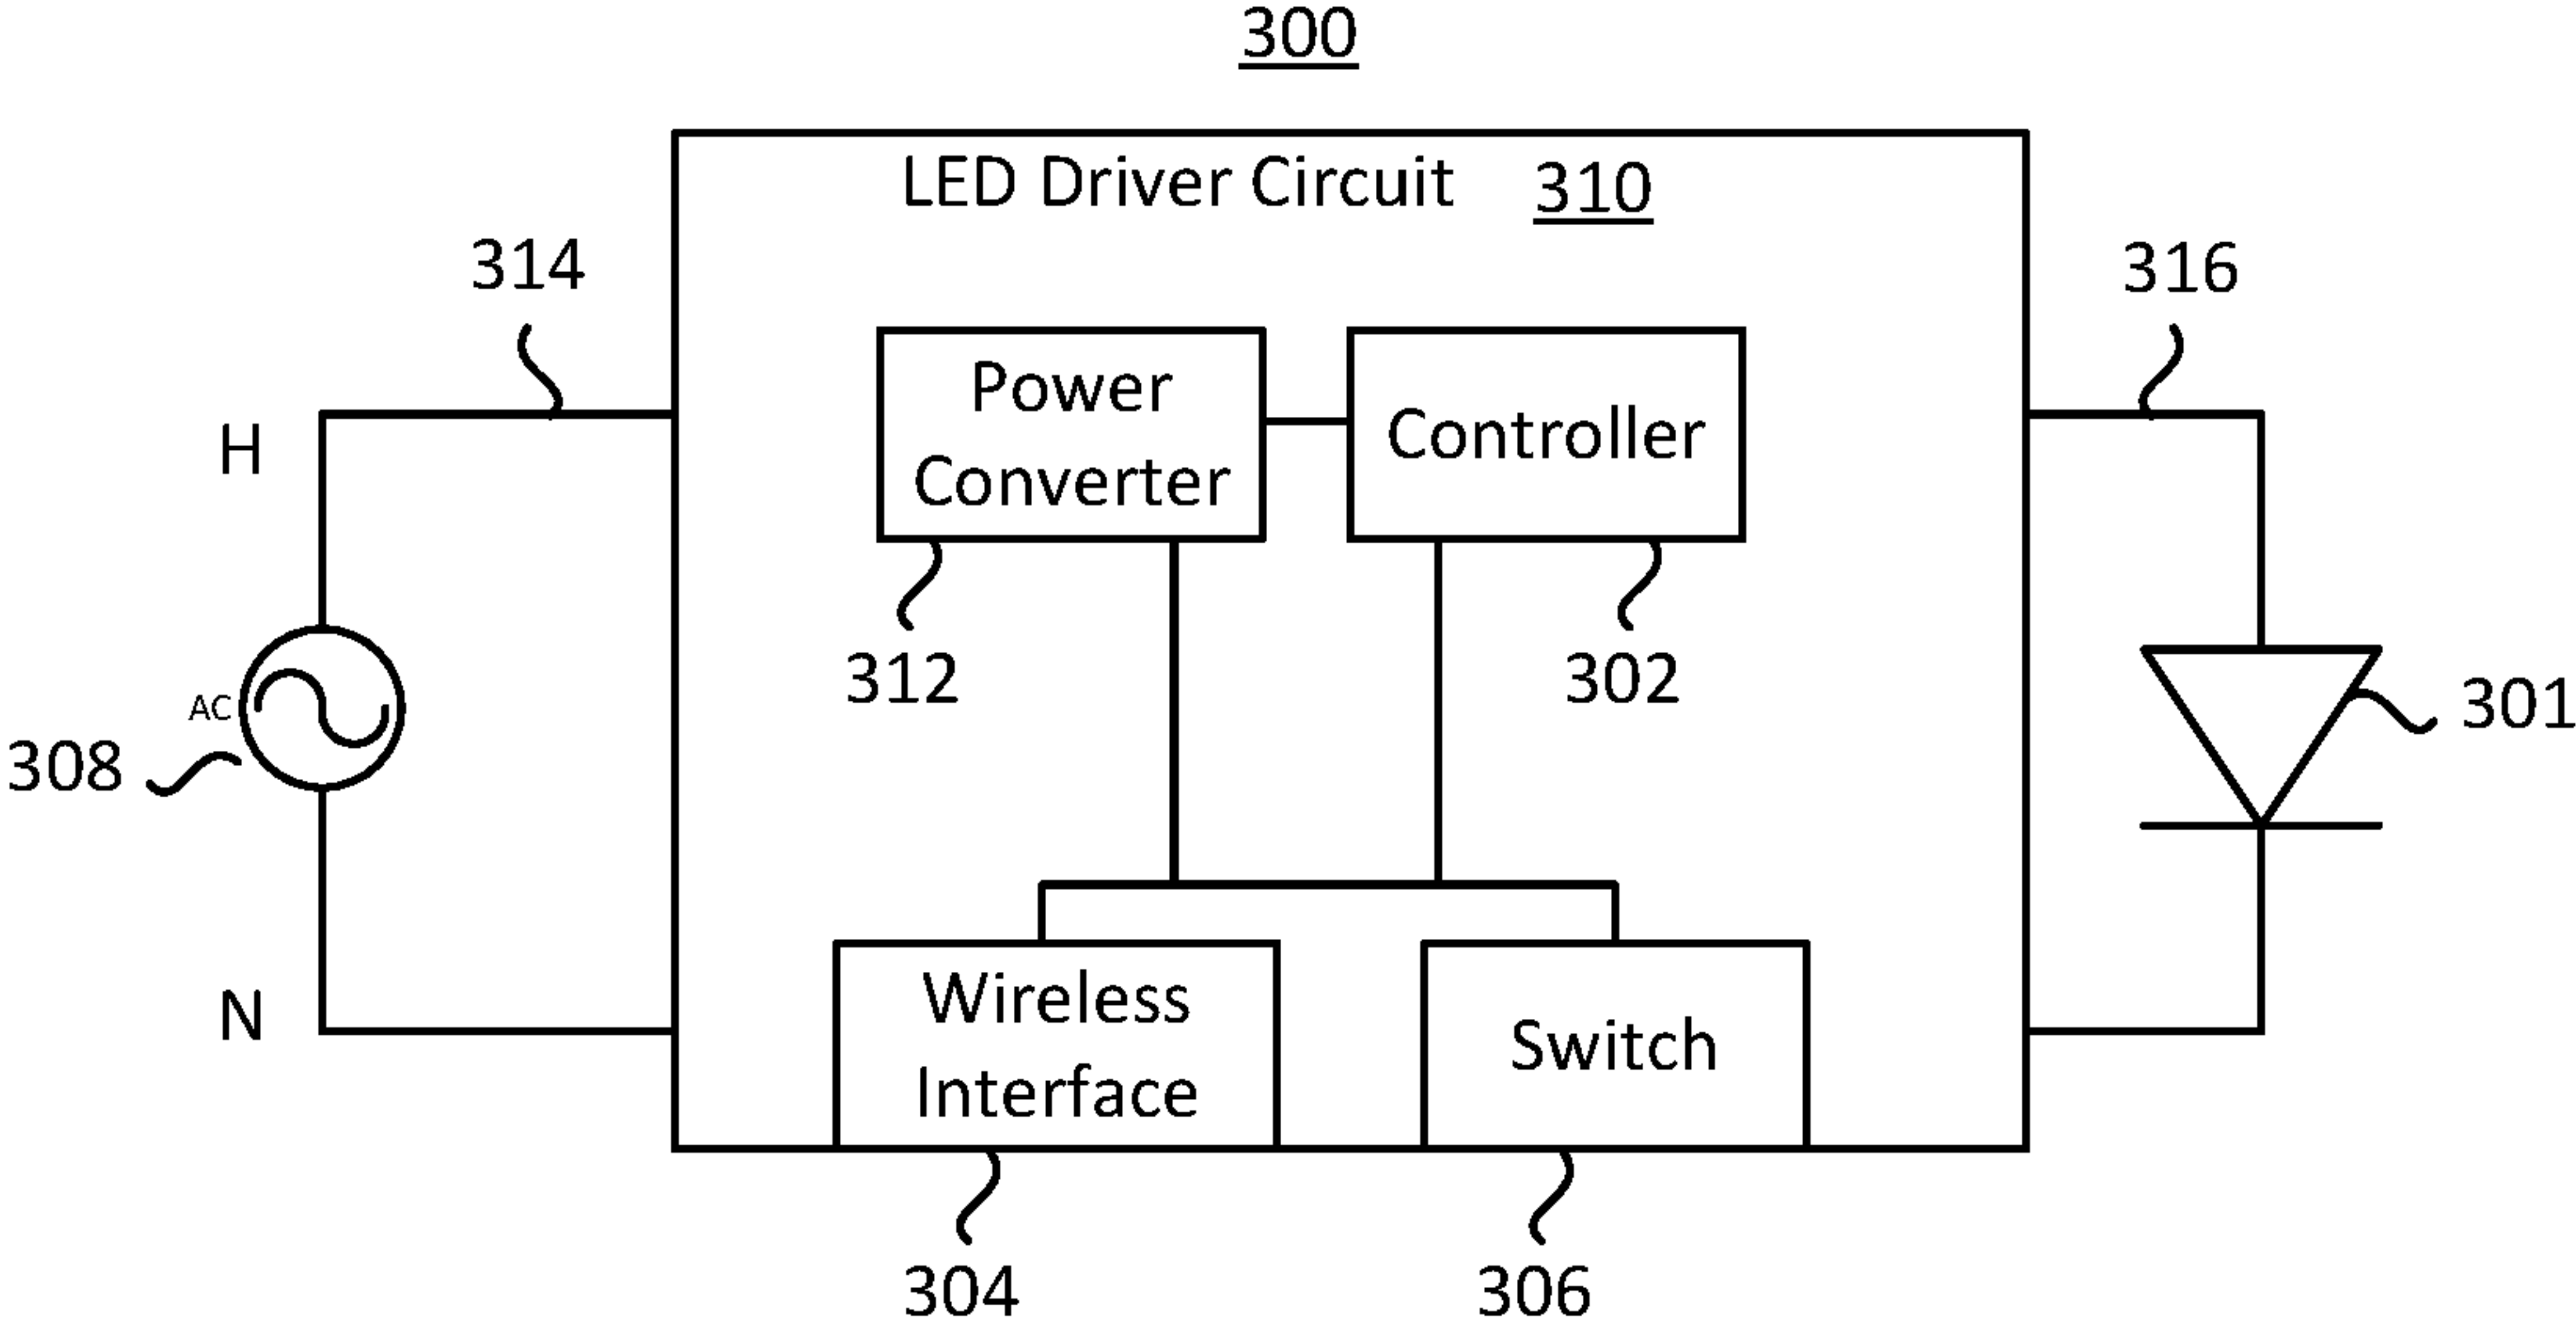 300
LED Driver Circuit 310
314
316
Power
Converter
Controller
H
312
302
301
AC
308
N
Wireless
Interface
Switch
304
306